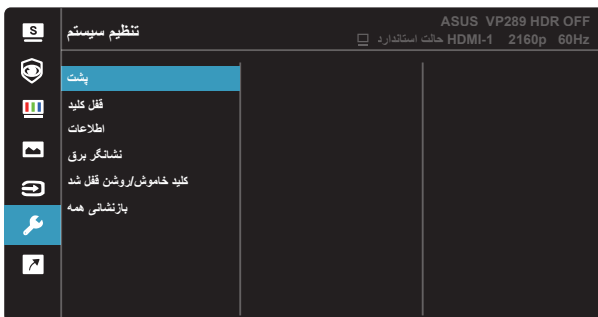 S
تنظیم سیستم
ASUS VP289 HDR OFF
حالت استاندارد HDMI-1 2160p 60Hz
پشت
قفل کلید
اطلاعات
نشانگر برق
کلید خاموش/روشن قفل شد
بازنشانی همه